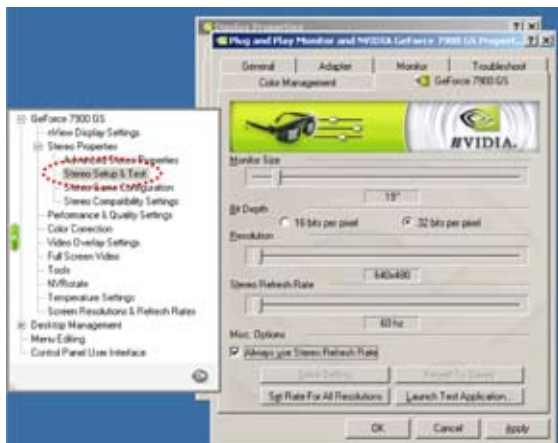 Display Properties
Plug and Play Monitor and NVIDIA GeForce 7900 GS Propert...
General
Adapter
Monitor
Troubleshoot
Color Management
GeForce 7900 GS
GeForce 7900 GS
nView Display Settings
Stereo Properties
Advanced Stereo Properties
Stereo Setup & Test
Stereo Game Configuration
Stereo Compatibility Settings
Performance & Quality Settings
Color Correction
Video Overlay Settings
Full Screen Video
Tools
NVRotate
Temperature Settings
Screen Resolutions & Refresh Rates
Desktop Management
Menu Editing
Control Panel User Interface
NVIDIA.
Monitor Size
19"
Bit Depth
16 bits per pixel
32 bits per pixel
Resolution
640x480
Stereo Refresh Rate
60 hz
Misc. Options
Always use Stereo Refresh Rate
Set Rate For All Resolutions
Launch Test Application...
OK
Cancel
Apply